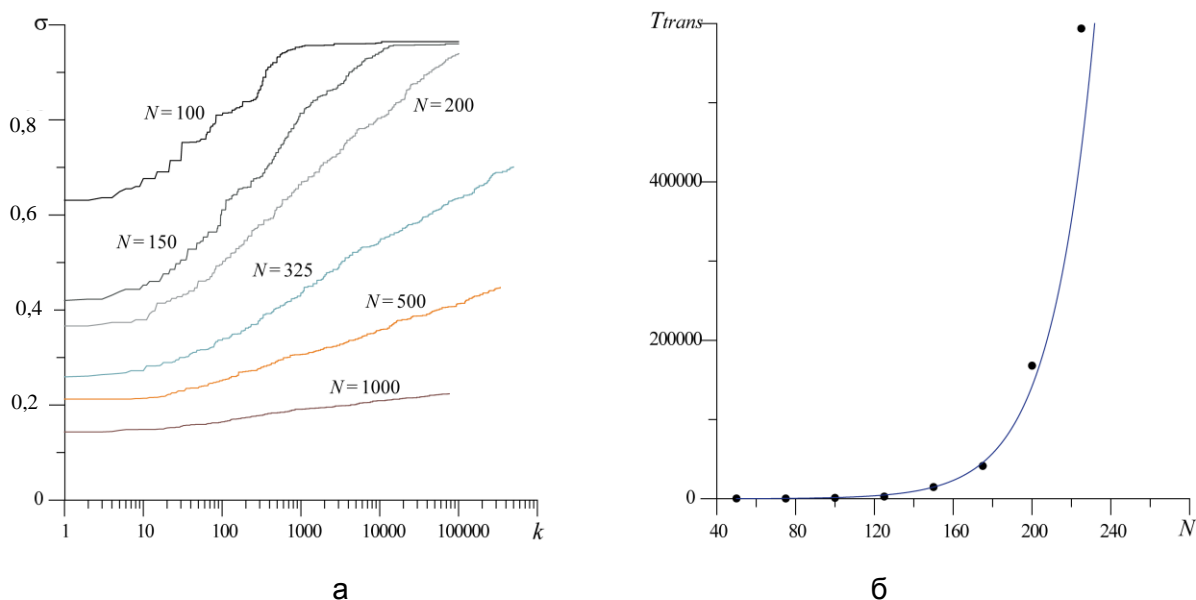 σ
0,8
0,6
0,4
0,2
0
N = 100
N = 150
N = 200
N = 325
N = 500
N = 1000
1 10 100 1000 10000 100000 k
а
Ttrans
400000
200000
0
40 80 120 160 200 240 N
б